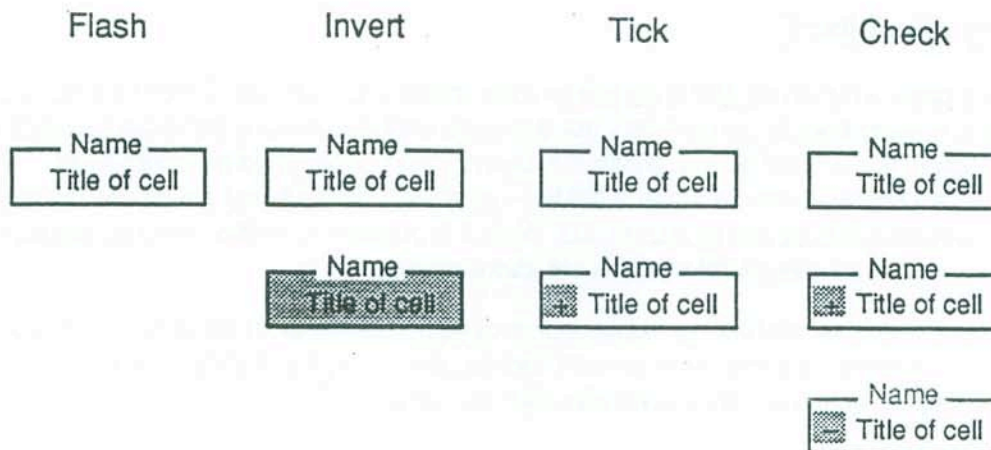 Flash Invert Tick Check
Name Name Name Name
Title of cell Title of cell Title of cell Title of cell
Name Name Name
Title of cell + Title of cell + Title of cell
Name
− Title of cell